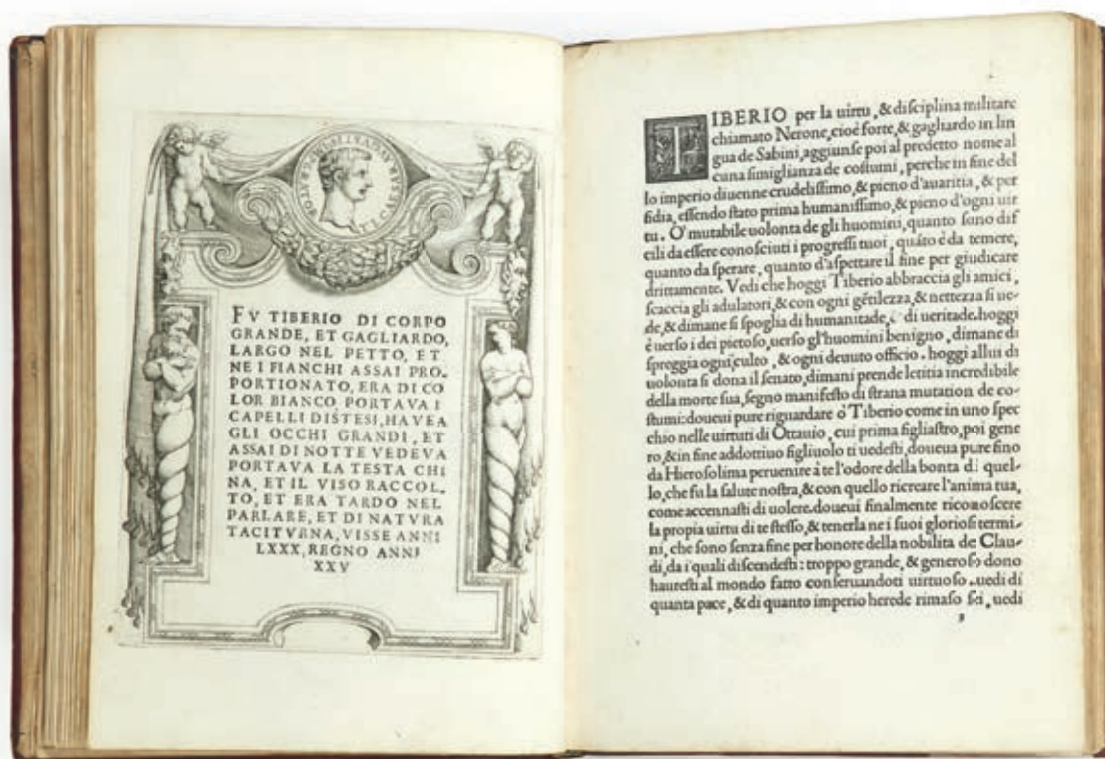 FV TIBERIO DI CORPO
GRANDE, ET GAGLIARDO,
LARGO NEL PETTO, ET
NE I FIANCHI ASSAI PRO-
PORTIONATO, ERA DI CO
LOR BIANCO PORTAVA I
CAPELLI DISTESI, HAVEA
GLI OCCHI GRANDI, ET
ASSAI DI NOTTE VEDEVA
PORTAVA LA TESTA CHI
NA, ET IL VISO RACCOL-
TO, ET ERA TARDO NEL
PARLARE, ET DI NATVRA
TACITVRNA, VISSE ANNI
LXXX, REGNO ANNI
XXV
TIBERIO per la uirtu, & diſciplina militare
chiamato Nerone, cioè forte, & gagliardo in lin
gua de Sabini, aggiunſe poi al predetto nome al
cuna ſimiglianza de coſtumi, perche in fine del
lo imperio diuenne crudeliſſimo, & pieno d'auaritia, & per
fidia, eſſendo ſtato prima humaniſſimo, & pieno d'ogni uir
tu. O' mutabile uolonta de gli huomini, quanto ſono dif
cili da eſſere conoſciuti i progreſſi tuoi, quāto è da temere,
quanto da ſperare, quanto d'aſpettare il fine per giudicare
drittamente. Vedi che hoggi Tiberio abbraccia gli amici,
ſcaccia gli adulatori, & con ogni gētilezza, & nettezza ſi ue-
de, & dimane ſi ſpoglia di humanitade, di ueritade. hoggi
è uerſo i dei pietoſo, uerſo gl'huomini benigno, dimane di
ſpreggia ogni culto, & ogni deuuto officio. hoggi allui di
uolonta ſi dona il ſenato, dimani prende letitia incredibile
della morte ſua, ſegno manifeſto di ſtrana mutation de co-
ſtumi: doueui pure riguardare ò Tiberio come in uno ſpec
chio nelle uirtuti di Ottauio, cui prima figliaſtro, poi gene
ro, & in fine addottiuo figliuolo ti uedeſti, doueua pure fino
da Hieroſolima peruenire à te l'odore della bonta di quel-
lo, che fu la ſalute noſtra, & con quello ricreare l'anima tua,
come accennaſti di uolere. doueui finalmente riconoſcere
la propia uirtu di te ſteſſo, & tenerla ne i ſuoi glorioſi termi-
ni, che ſono ſenza fine per honore della nobilita de Clau-
di, da i quali diſcendeſti: troppo grande, & generoſo dono
haureſti al mondo fatto conſeruandoti uirtuoſo. uedi di
quanta pace, & di quanto imperio herede rimaſo ſei, uedi